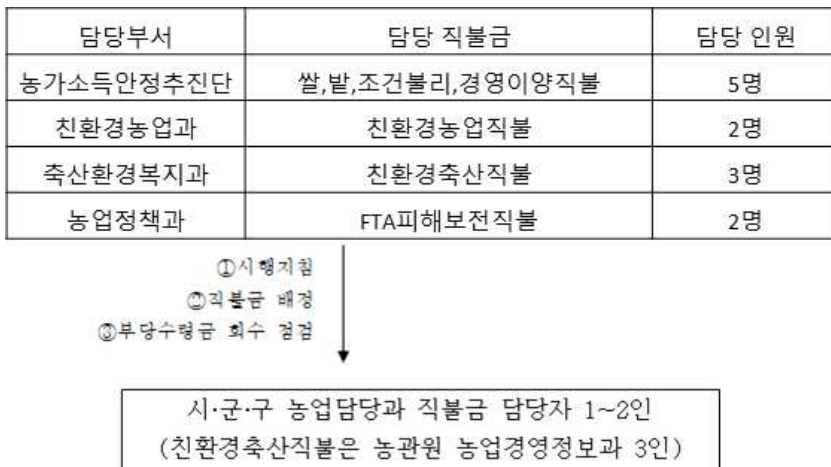 담당부서 담당 직불금 담당 인원
농가소득안정추진단 쌀,밭,조건불리,경영이양직불 5명
친환경농업과 친환경농업직불 2명
축산환경복지과 친환경축산직불 3명
농업정책과 FTA피해보전직불 2명
①시행지침
②직불금 배정
③부당수령금 회수 점검
시·군·구 농업담당과 직불금 담당자 1~2인
(친환경축산직불은 농관원 농업경영정보과 3인)